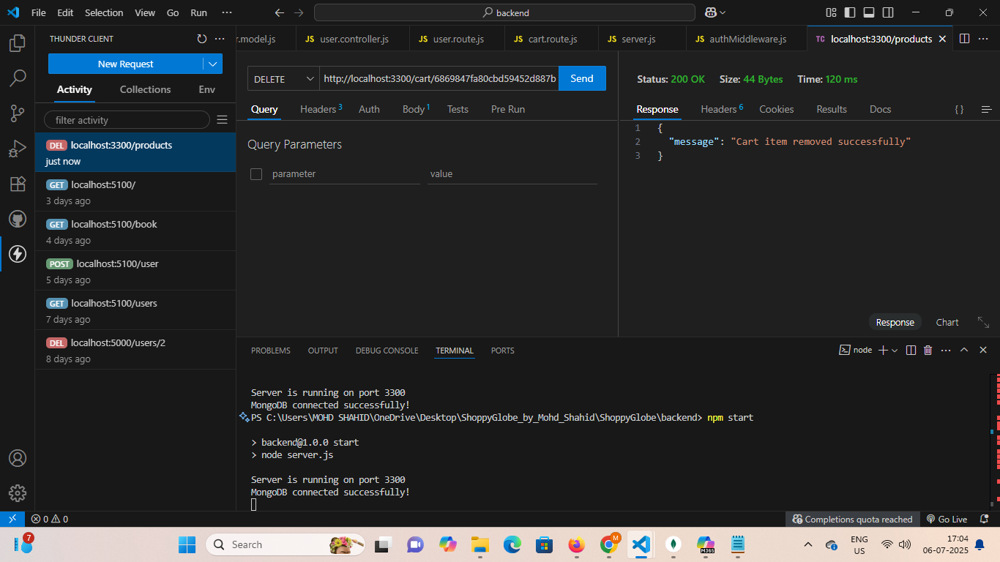 File Edit Selection View Go Run ···
backend
THUNDER CLIENT
r.model.js
JS user.controller.js
JS user.route.js
JS cart.route.js
JS server.js
JS authMiddleware.js
TC localhost:3300/products
New Request
Activity Collections Env
filter activity
DEL localhost:3300/products
just now
GET localhost:5100/
3 days ago
GET localhost:5100/book
4 days ago
POST localhost:5100/user
5 days ago
GET localhost:5100/users
7 days ago
DEL localhost:5000/users/2
8 days ago
DELETE http://localhost:3300/cart/6869847fa80cbd59452d887b Send
Query Headers 3 Auth Body 1 Tests Pre Run
Query Parameters
parameter value
Status: 200 OK Size: 44 Bytes Time: 120 ms
Response Headers 6 Cookies Results Docs { }
1 {
2 "message": "Cart item removed successfully"
3 }
Response Chart
PROBLEMS OUTPUT DEBUG CONSOLE TERMINAL PORTS
node
Server is running on port 3300
MongoDB connected successfully!
PS C:\Users\MOHD SHAHID\OneDrive\Desktop\ShoppyGlobe_by_Mohd_Shahid\ShoppyGlobe\backend> npm start
> backend@1.0.0 start
> node server.js
Server is running on port 3300
MongoDB connected successfully!
0 0
Completions quota reached Go Live
7
Search
M
M365
ENG
US
17:04
06-07-2025